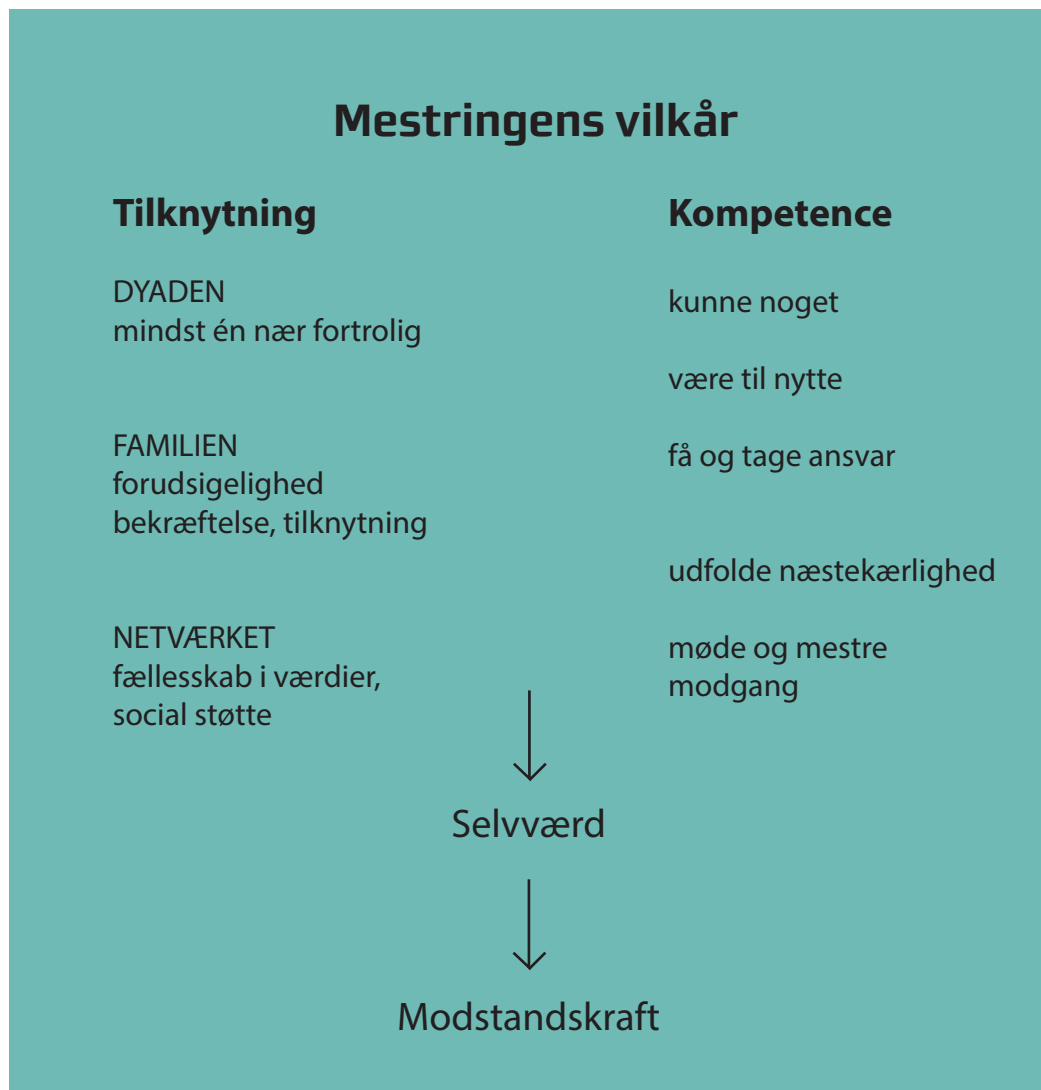 Mestringens vilkår
Tilknytning
DYADEN
mindst én nær fortrolig
FAMILIEN
forudsigelighed
bekræftelse, tilknytning
NETVÆRKET
fællesskab i værdier,
social støtte
Kompetence
kunne noget
være til nytte
få og tage ansvar
udfolde næstekærlighed
møde og mestre
modgang
Selvværd
Modstandskraft